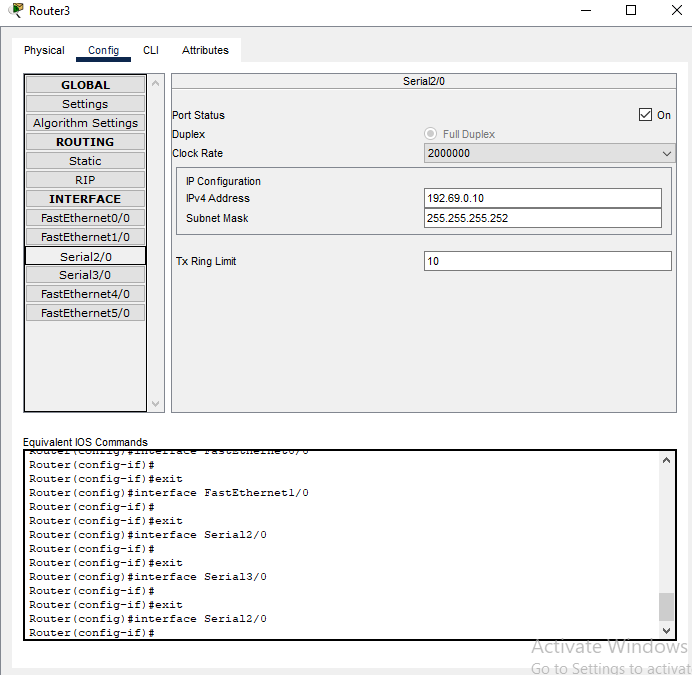 Router3
Physical Config CLI Attributes
GLOBAL
Settings
Algorithm Settings
ROUTING
Static
RIP
INTERFACE
FastEthernet0/0
FastEthernet1/0
Serial2/0
Serial3/0
FastEthernet4/0
FastEthernet5/0
Serial2/0
Port Status On
Duplex Full Duplex
Clock Rate 2000000
IP Configuration
IPv4 Address 192.69.0.10
Subnet Mask 255.255.255.252
Tx Ring Limit 10
Equivalent IOS Commands
Router(config)#interface FastEthernet0/0
Router(config-if)#
Router(config-if)#exit
Router(config)#interface FastEthernet1/0
Router(config-if)#
Router(config-if)#exit
Router(config)#interface Serial2/0
Router(config-if)#
Router(config-if)#exit
Router(config)#interface Serial3/0
Router(config-if)#
Router(config-if)#exit
Router(config)#interface Serial2/0
Router(config-if)#
Activate Windows
Go to Settings to activat